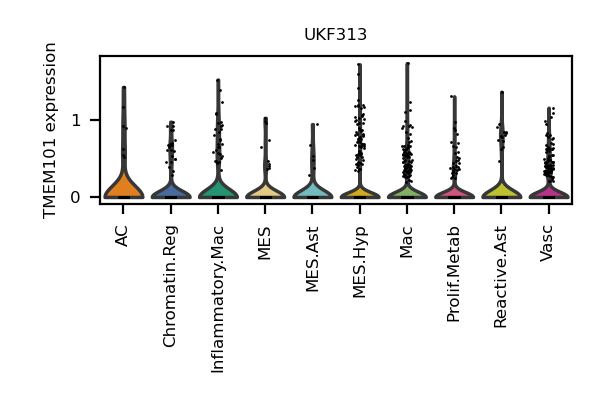 UKF313
TMEM101 expression
1
0
AC
Chromatin.Reg
Inflammatory.Mac
MES
MES.Ast
MES.Hyp
Mac
Prolif.Metab
Reactive.Ast
Vasc